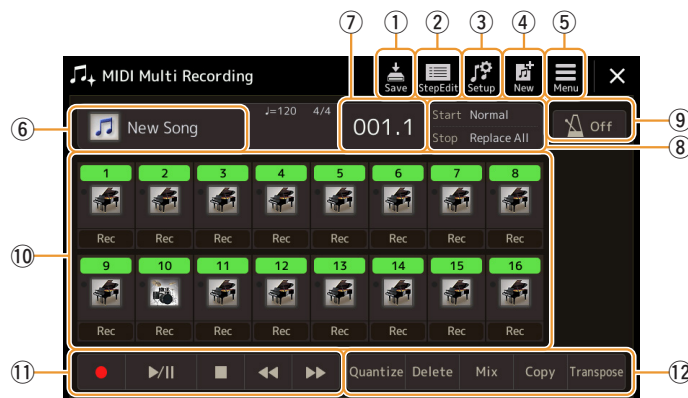 ⑦ ① ② ③ ④ ⑤
MIDI Multi Recording
Save StepEdit Setup New Menu
⑥ New Song ♩=120 4/4 001.1 Start Normal Off ⑨
Stop Replace All ⑧
1 2 3 4 5 6 7 8
Rec Rec Rec Rec Rec Rec Rec Rec
⑩
9 10 11 12 13 14 15 16
Rec Rec Rec Rec Rec Rec Rec Rec
⑪ Quantize Delete Mix Copy Transpose ⑫